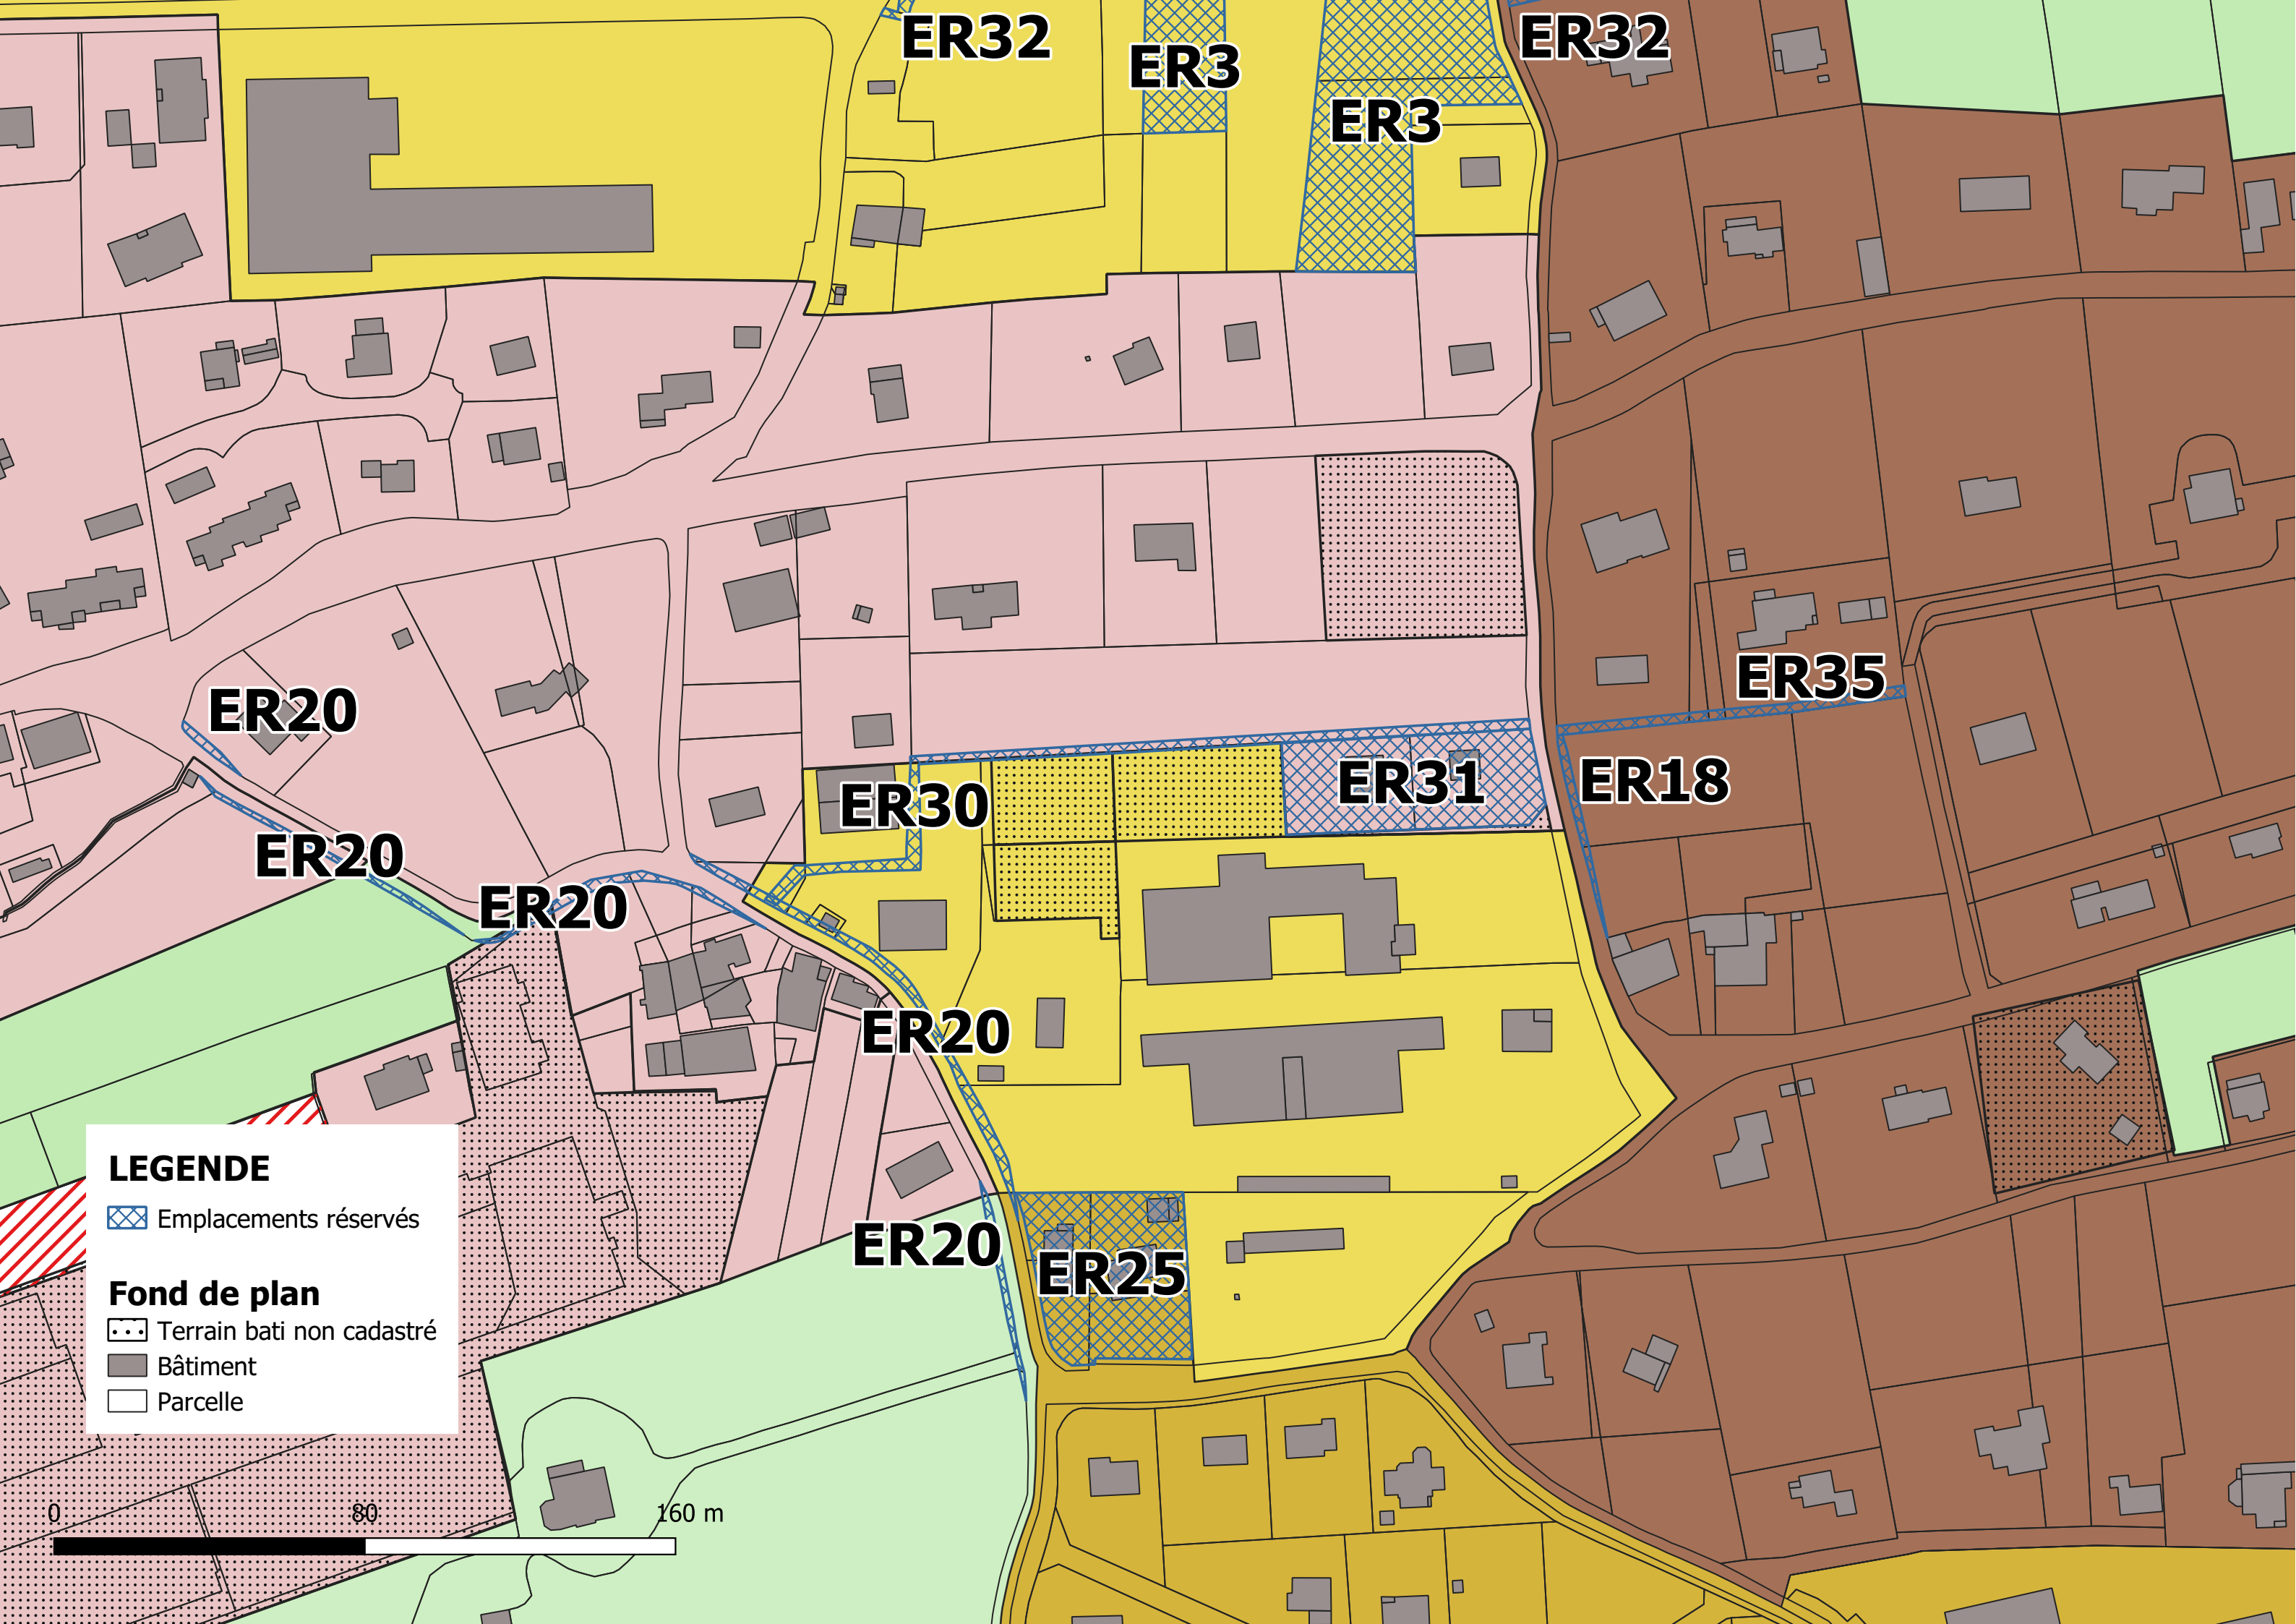 ER32
ER32
ER3
ER3
ER35
ER20
ER31
ER18
ER30
ER20
ER20
ER20
ER20
ER25
LEGENDE
Emplacements réservés
Fond de plan
Terrain bati non cadastré
Bâtiment
Parcelle
0 80 160 m